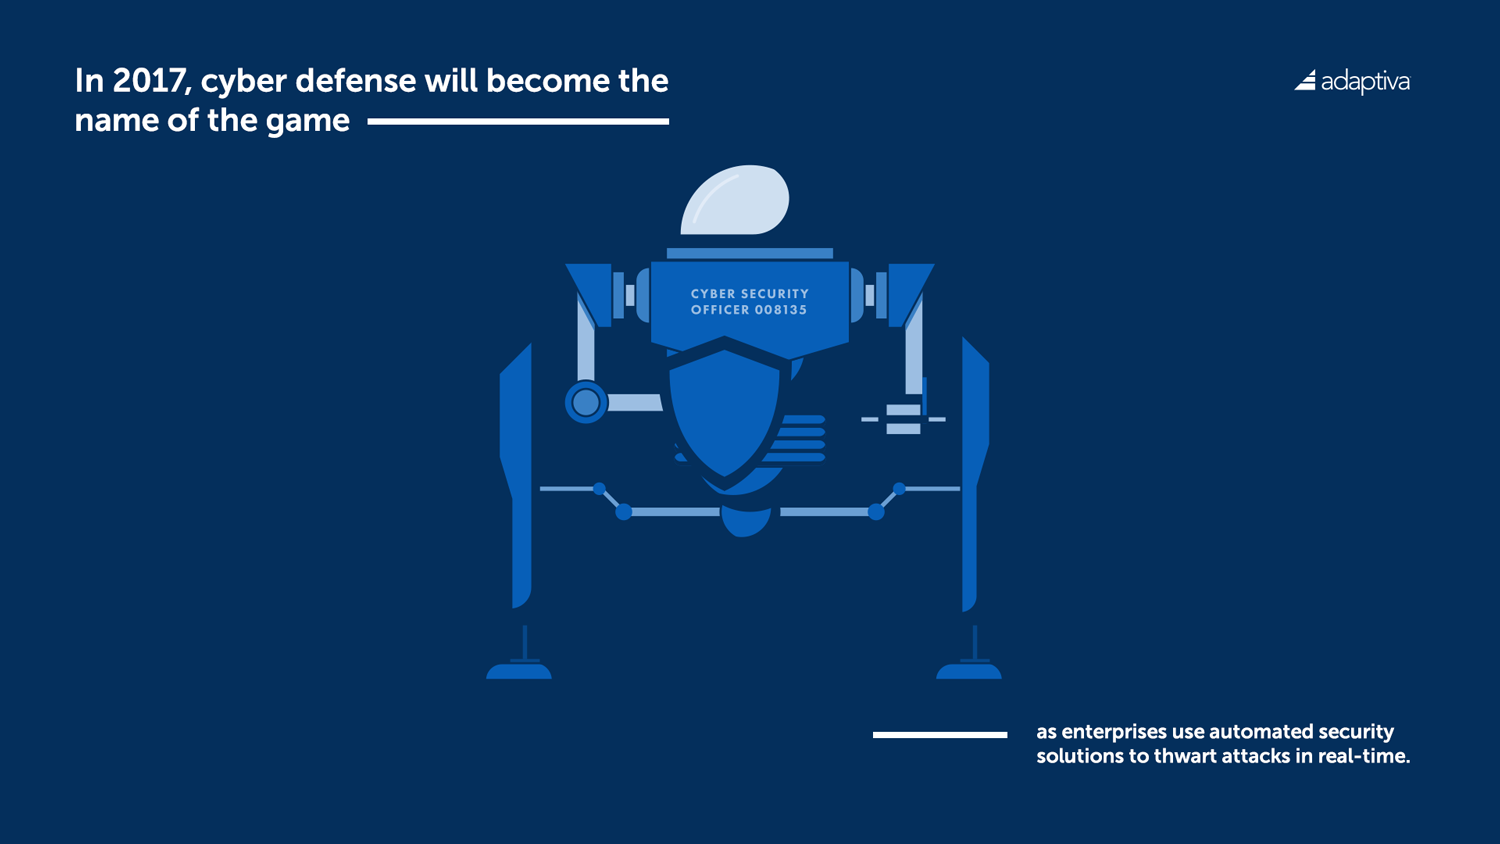 In 2017, cyber defense will become the
name of the game
adaptiva
CYBER SECURITY
OFFICER 008135
as enterprises use automated security
solutions to thwart attacks in real-time.